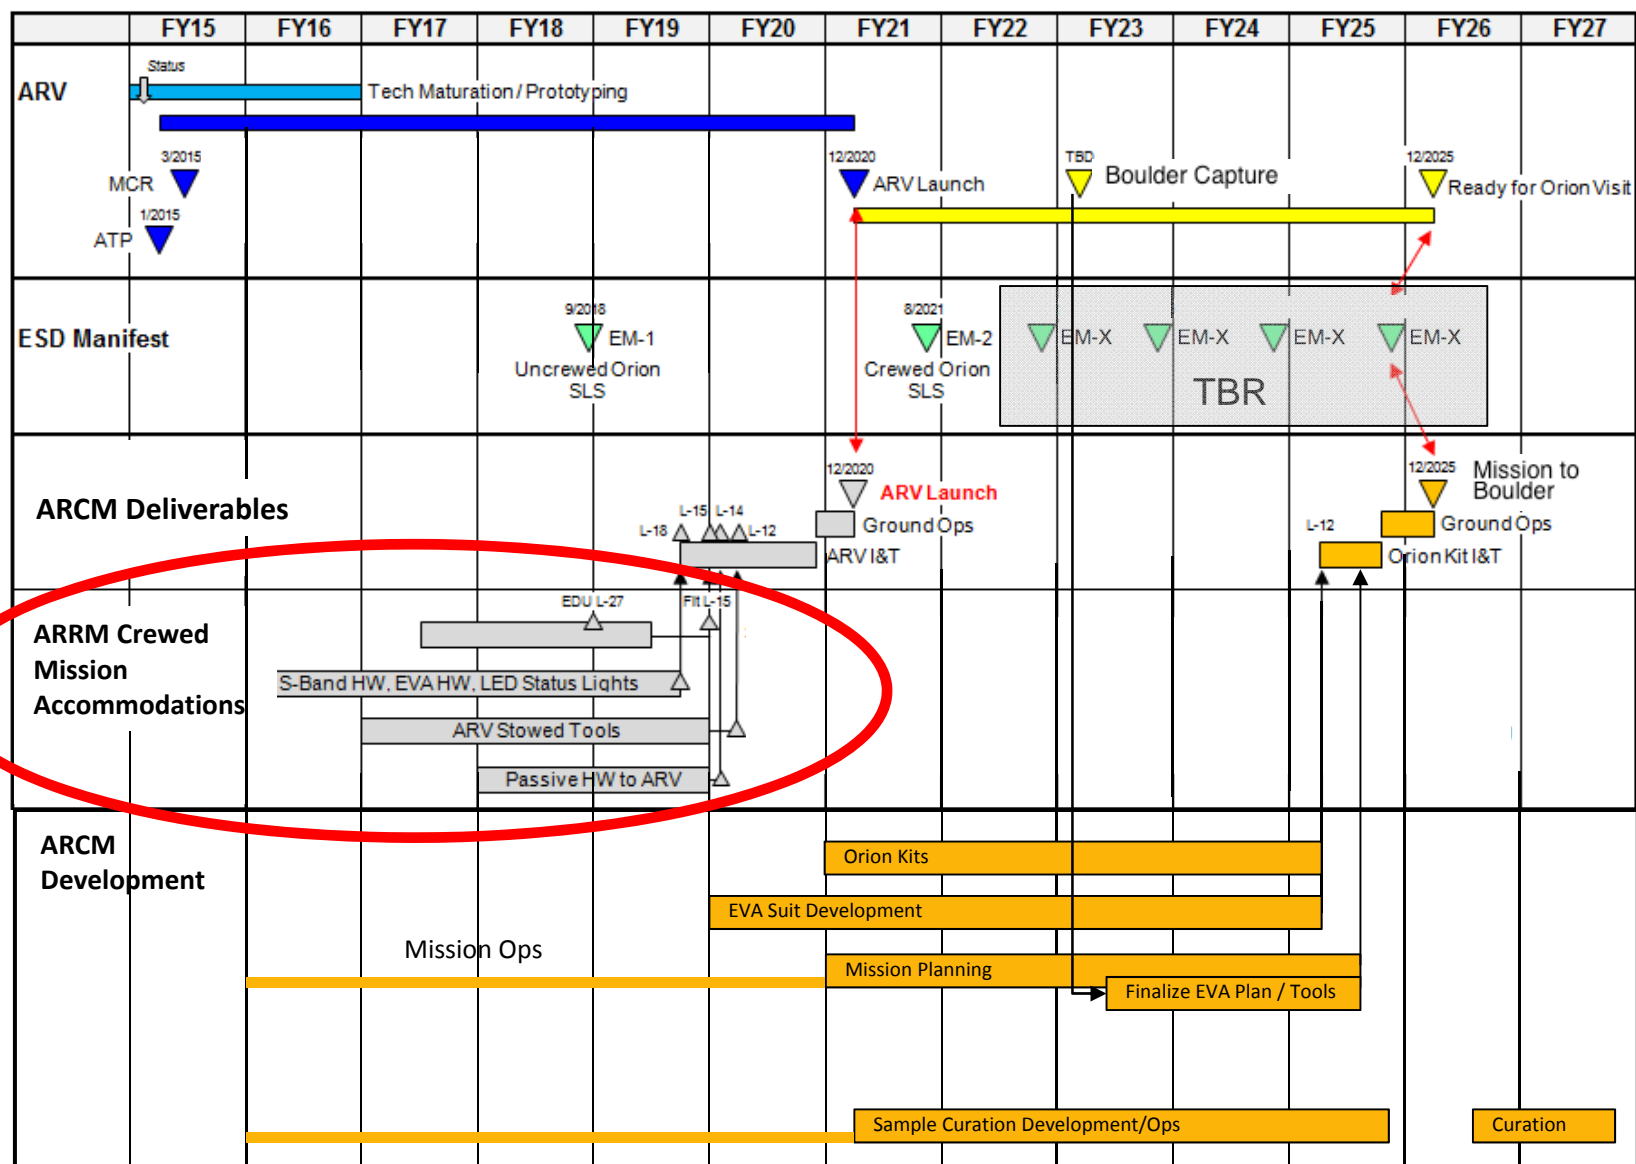 FY15 FY16 FY17 FY18 FY19 FY20 FY21 FY22 FY23 FY24 FY25 FY26 FY27
Status
ARV
Tech Maturation / Prototyping
3/2015
12/2020
TBD
12/2025
MCR
ARV Launch
Boulder Capture
Ready for Orion Visit
1/2015
ATP
9/2018
8/2021
ESD Manifest
EM-1
EM-2
EM-X
EM-X
EM-X
EM-X
Uncrewed Orion
SLS
Crewed Orion
SLS
TBR
12/2020
12/2025
Mission to
Boulder
ARV Launch
ARCM Deliverables
L-15
L-14
L-18
L-12
Ground Ops
L-12
Ground Ops
ARV I&T
Orion Kit I&T
EDU L-27
Flt L-15
ARRM Crewed
Mission
Accommodations
S-Band HW, EVA HW, LED Status Lights
ARV Stowed Tools
Passive HW to ARV
ARCM
Development
Orion Kits
EVA Suit Development
Mission Ops
Mission Planning
Finalize EVA Plan / Tools
Sample Curation Development/Ops
Curation